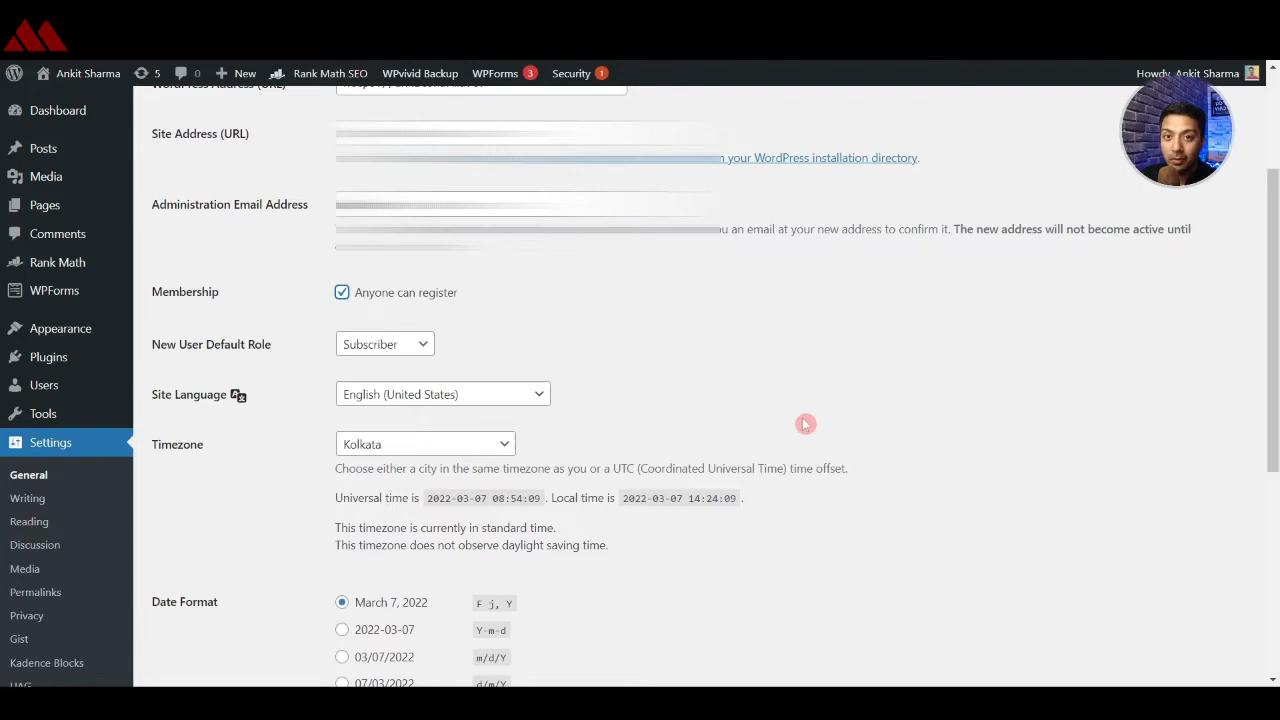 Ankit Sharma
5
0
New
Rank Math SEO
WPvivid Backup
WPForms 3
Security 1
Howdy, Ankit Sharma
Dashboard
Posts
Media
Pages
Comments
Rank Math
WPForms
Appearance
Plugins
Users
Tools
Settings
General
Writing
Reading
Discussion
Media
Permalinks
Privacy
Gist
Kadence Blocks
UAG
WordPress Address (URL)
Site Address (URL)
your WordPress installation directory.
Administration Email Address
an email at your new address to confirm it. The new address will not become active until
Membership
Anyone can register
New User Default Role
Subscriber
Site Language
English (United States)
Timezone
Kolkata
Choose either a city in the same timezone as you or a UTC (Coordinated Universal Time) time offset.
Universal time is 2022-03-07 08:54:09. Local time is 2022-03-07 14:24:09.
This timezone is currently in standard time.
This timezone does not observe daylight saving time.
Date Format
March 7, 2022 F j, Y
2022-03-07 Y-m-d
03/07/2022 m/d/Y
07/03/2022 d/m/Y